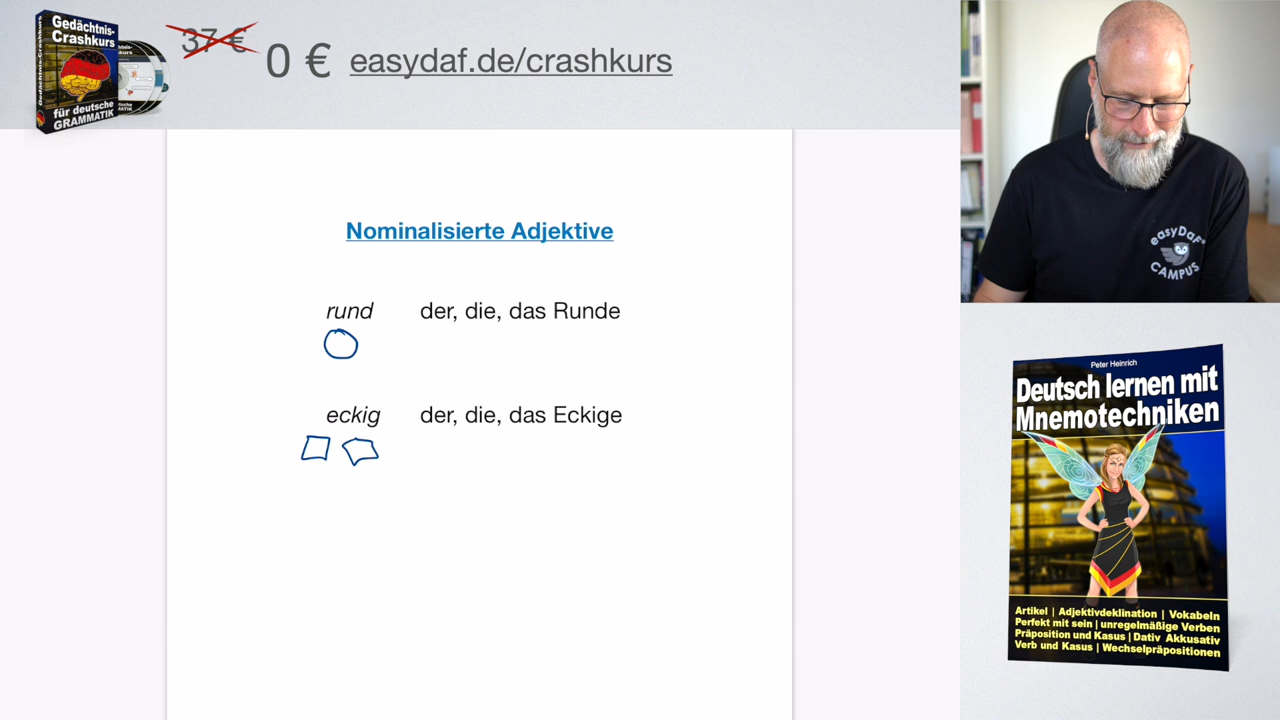 Gedächtnis-
Crashkurs
für deutsche
GRAMMATIK
37 €
0 €
easydaf.de/crashkurs
Nominalisierte Adjektive
rund
der, die, das Runde
eckig
der, die, das Eckige
easyDaF®
CAMPUS
Peter Heinrich
Deutsch lernen mit
Mnemotechniken
Artikel | Adjektivdeklination | Vokabeln
Perfekt mit sein | unregelmäßige Verben
Präposition und Kasus | Dativ Akkusativ
Verb und Kasus | Wechselpräpositionen